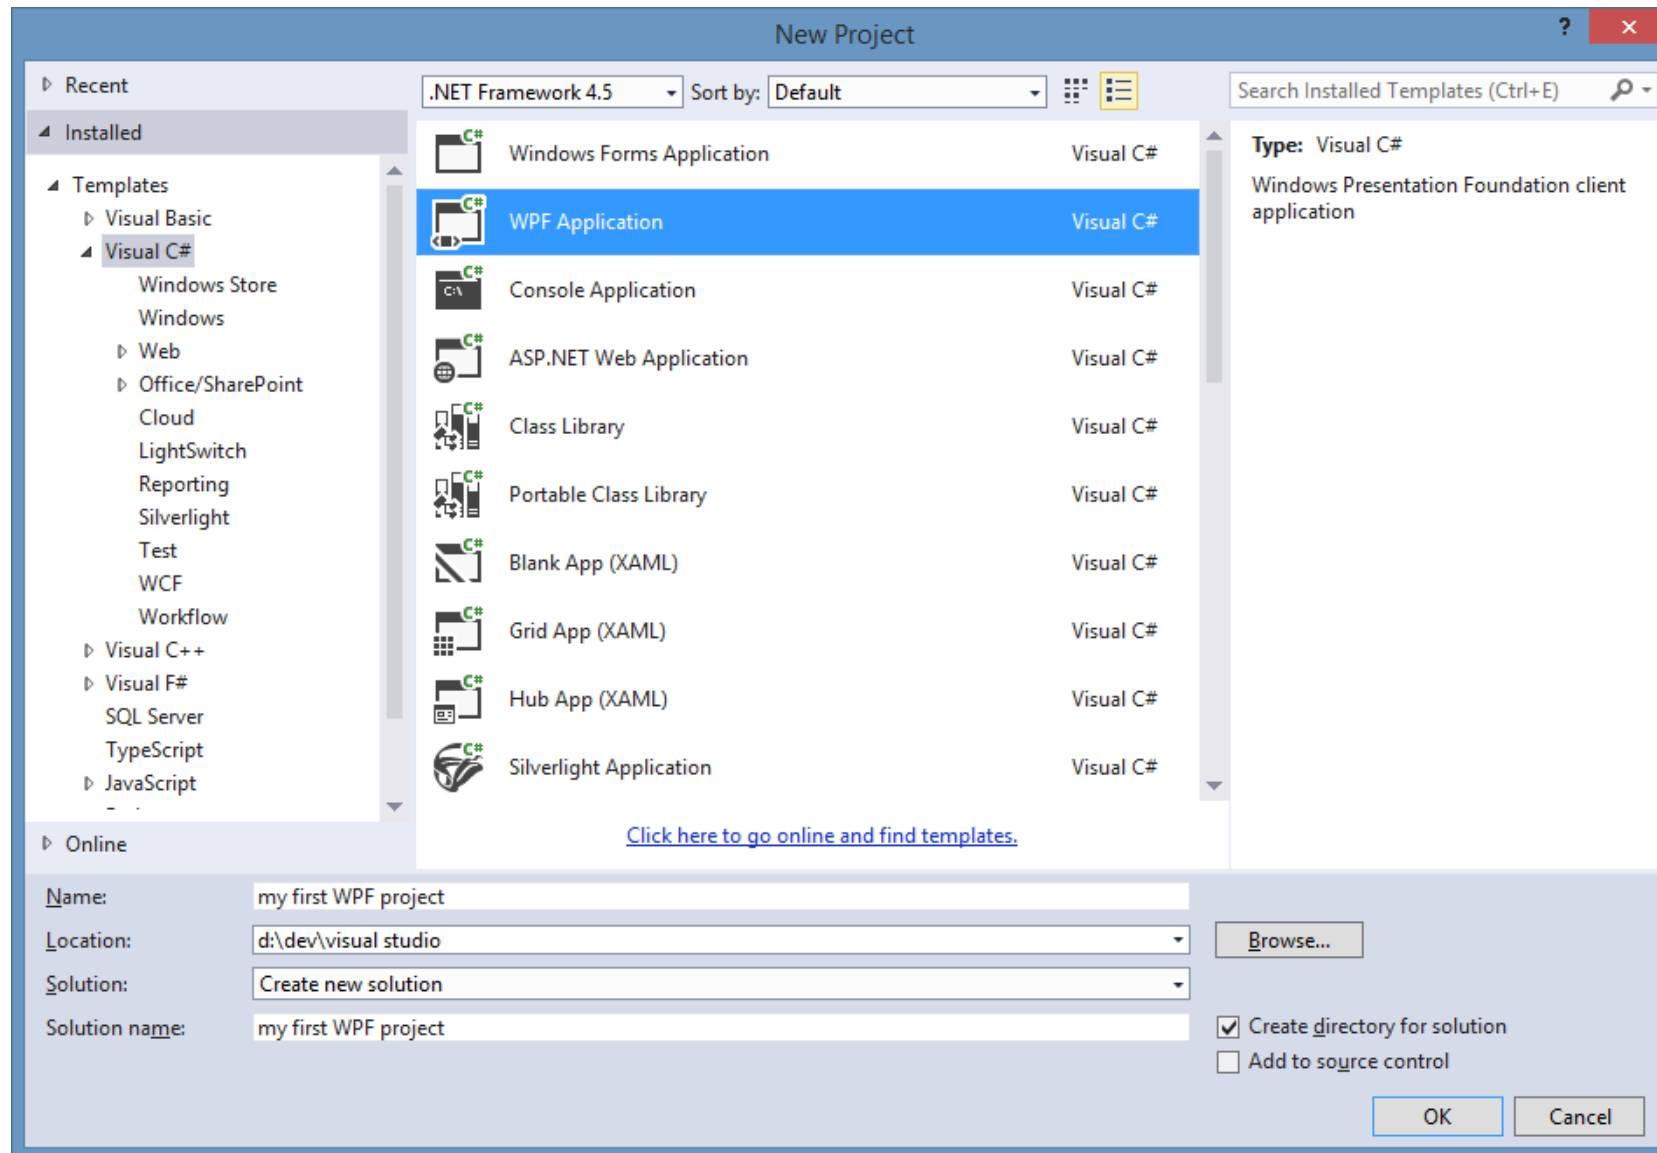 New Project
?
Recent
.NET Framework 4.5
Sort by:
Default
Search Installed Templates (Ctrl+E)
Installed
Templates
Visual Basic
Visual C#
Windows Store
Windows
Web
Office/SharePoint
Cloud
LightSwitch
Reporting
Silverlight
Test
WCF
Workflow
Visual C++
Visual F#
SQL Server
TypeScript
JavaScript
Online
C# Windows Forms Application Visual C#
C# WPF Application Visual C#
C# C:\ Console Application Visual C#
C# ASP.NET Web Application Visual C#
C# Class Library Visual C#
C# Portable Class Library Visual C#
C# Blank App (XAML) Visual C#
C# Grid App (XAML) Visual C#
C# Hub App (XAML) Visual C#
C# Silverlight Application Visual C#
Click here to go online and find templates.
Type: Visual C#
Windows Presentation Foundation client
application
Name: my first WPF project
Location: d:\dev\visual studio
Browse...
Solution: Create new solution
Solution name: my first WPF project
Create directory for solution
Add to source control
OK
Cancel